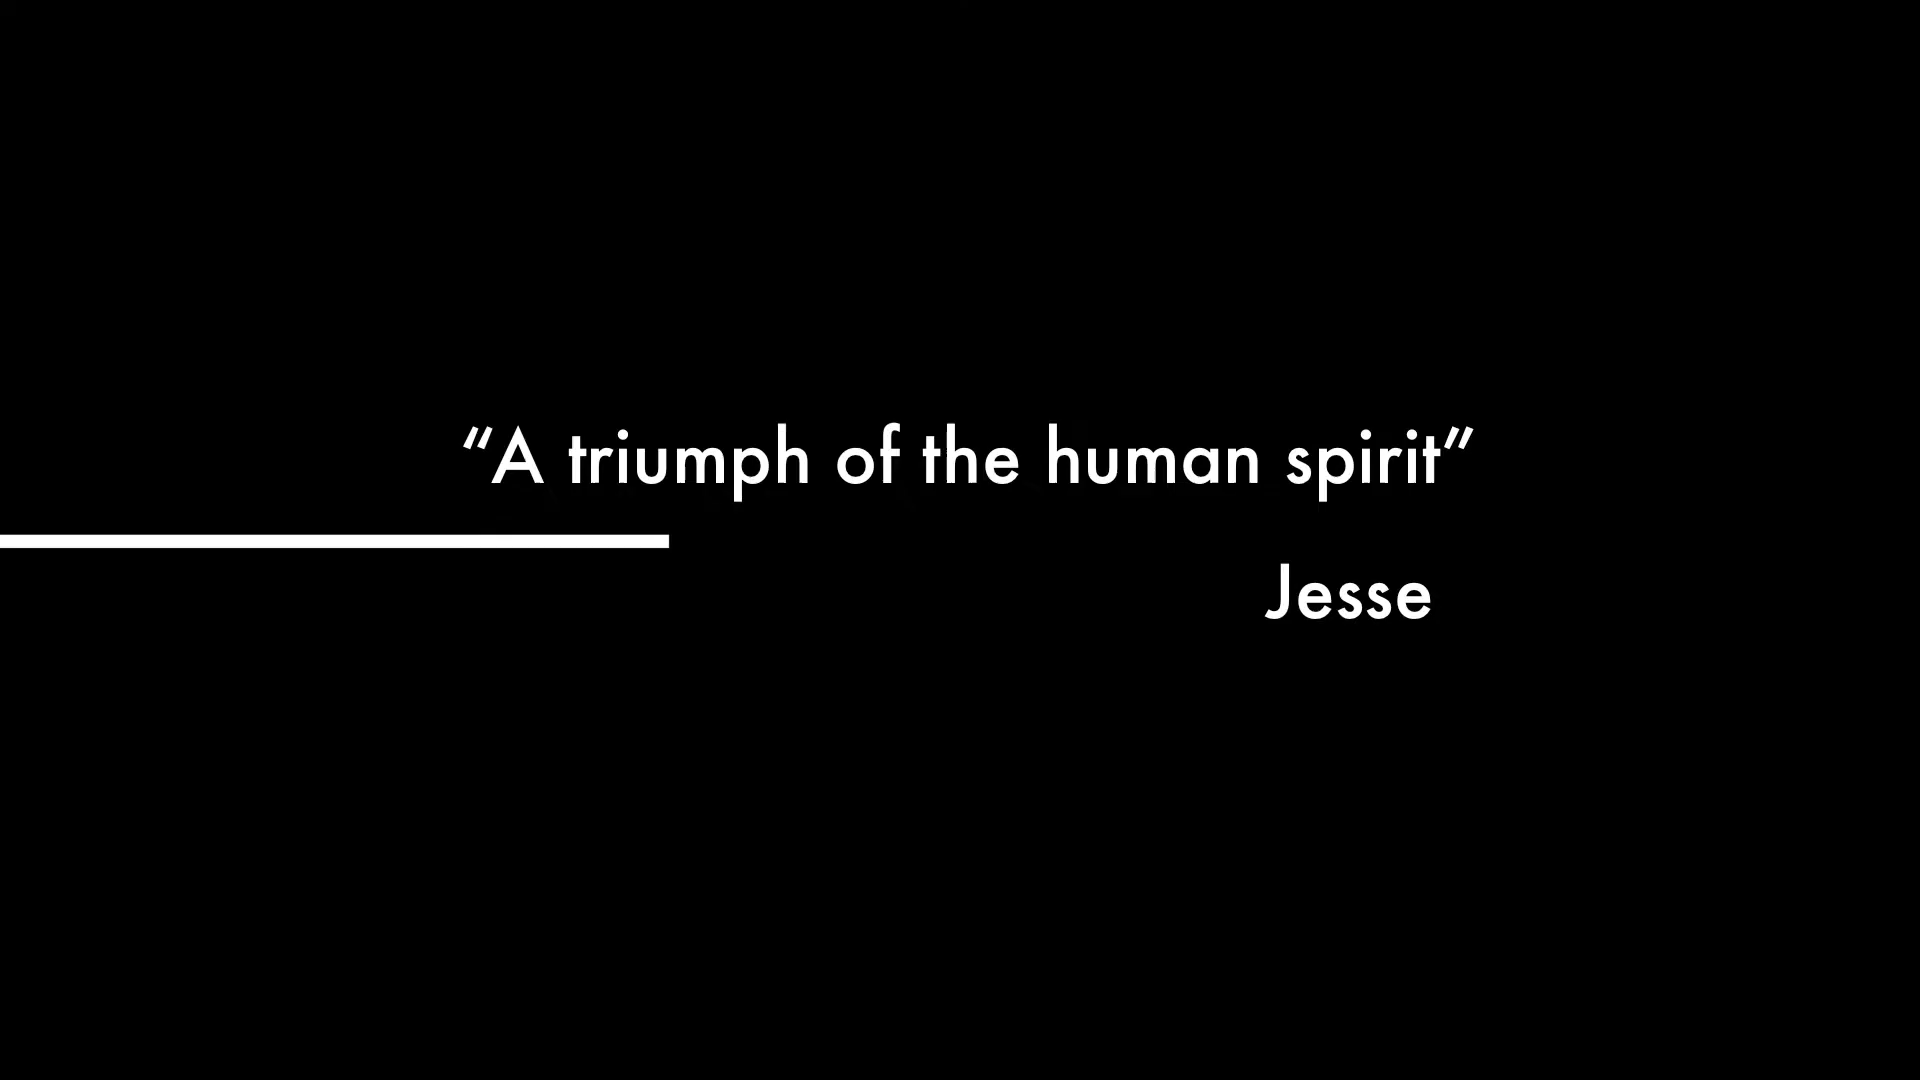 “A triumph of the human spirit”
Jesse